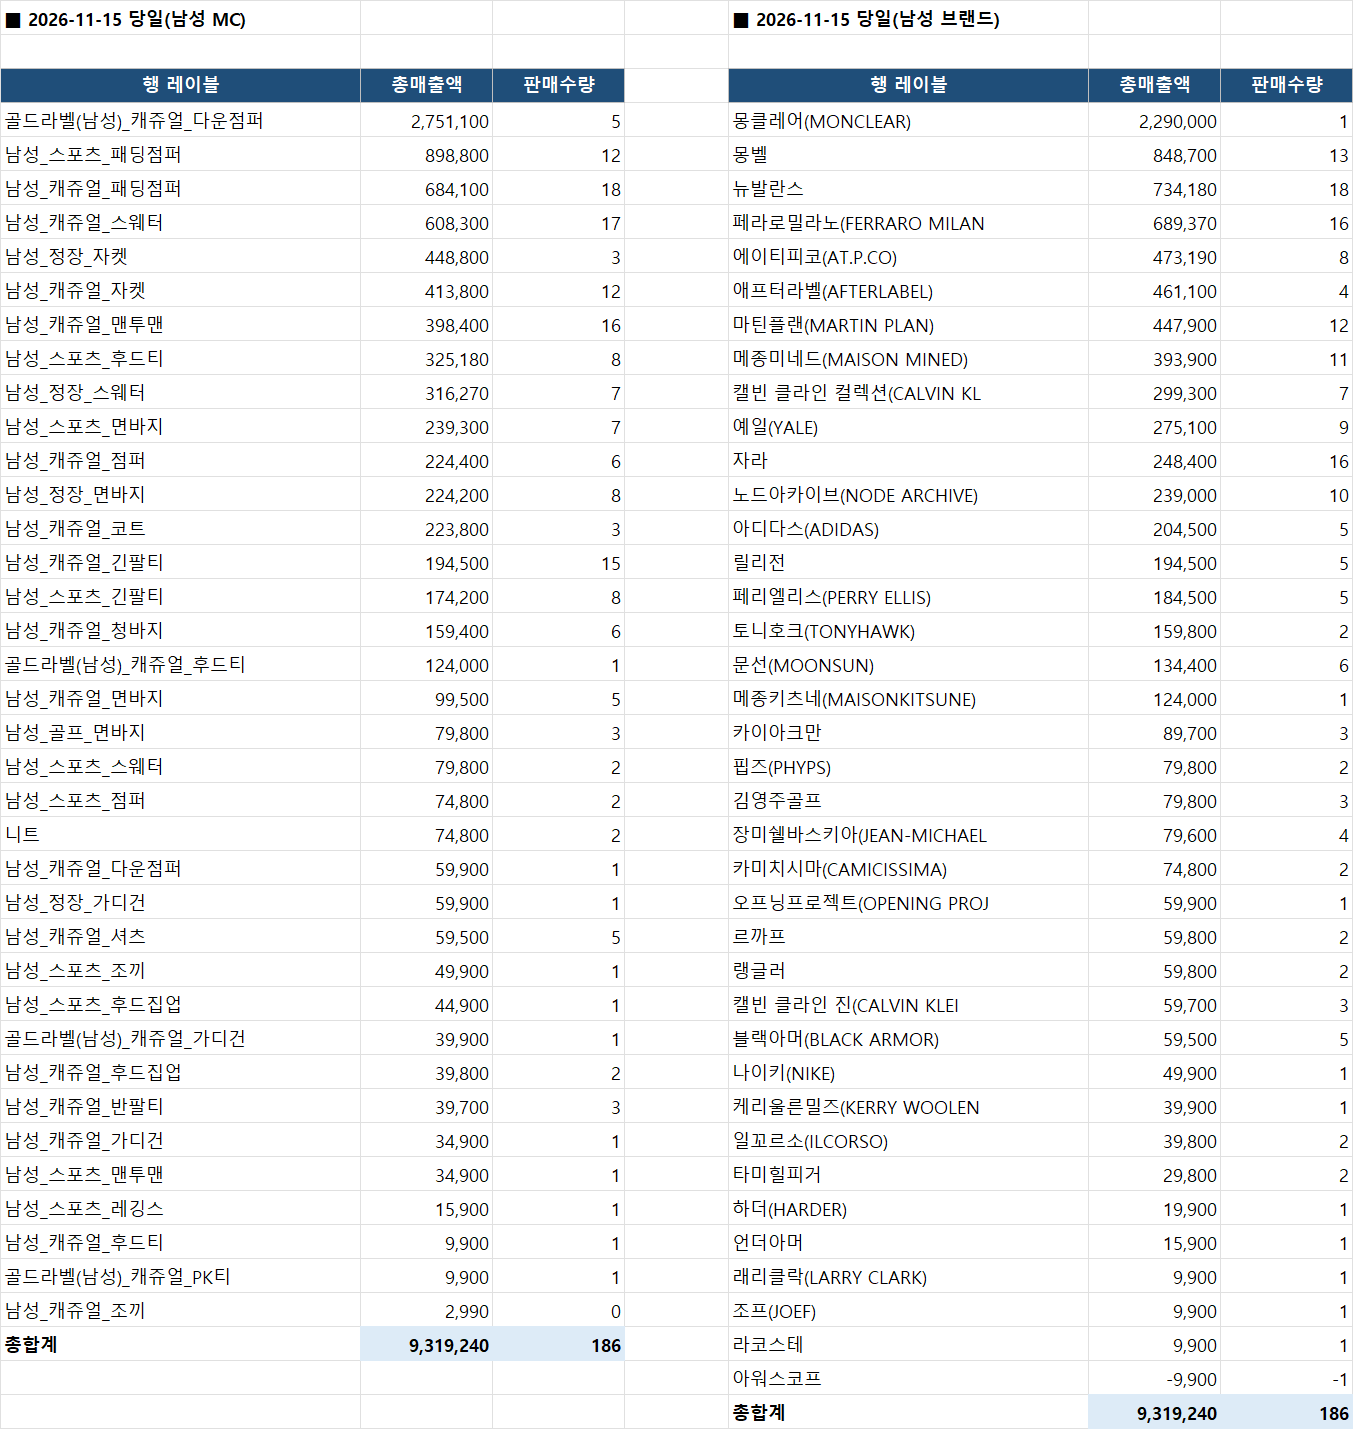 ■ 2026-11-15 당일(남성 MC)
행 레이블 총매출액 판매수량
골드라벨(남성)_캐쥬얼_다운점퍼 2,751,100 5
남성_스포츠_패딩점퍼 898,800 12
남성_캐쥬얼_패딩점퍼 684,100 18
남성_캐쥬얼_스웨터 608,300 17
남성_정장_자켓 448,800 3
남성_캐쥬얼_자켓 413,800 12
남성_캐쥬얼_맨투맨 398,400 16
남성_스포츠_후드티 325,180 8
남성_정장_스웨터 316,270 7
남성_스포츠_면바지 239,300 7
남성_캐쥬얼_점퍼 224,400 6
남성_정장_면바지 224,200 8
남성_캐쥬얼_코트 223,800 3
남성_캐쥬얼_긴팔티 194,500 15
남성_스포츠_긴팔티 174,200 8
남성_캐쥬얼_청바지 159,400 6
골드라벨(남성)_캐쥬얼_후드티 124,000 1
남성_캐쥬얼_면바지 99,500 5
남성_골프_면바지 79,800 3
남성_스포츠_스웨터 79,800 2
남성_스포츠_점퍼 74,800 2
니트 74,800 2
남성_캐쥬얼_다운점퍼 59,900 1
남성_정장_가디건 59,900 1
남성_캐쥬얼_셔츠 59,500 5
남성_스포츠_조끼 49,900 1
남성_스포츠_후드집업 44,900 1
골드라벨(남성)_캐쥬얼_가디건 39,900 1
남성_캐쥬얼_후드집업 39,800 2
남성_캐쥬얼_반팔티 39,700 3
남성_캐쥬얼_가디건 34,900 1
남성_스포츠_맨투맨 34,900 1
남성_스포츠_레깅스 15,900 1
남성_캐쥬얼_후드티 9,900 1
골드라벨(남성)_캐쥬얼_PK티 9,900 1
남성_캐쥬얼_조끼 2,990 0
총합계 9,319,240 186
■ 2026-11-15 당일(남성 브랜드)
행 레이블 총매출액 판매수량
몽클레어(MONCLEAR) 2,290,000 1
몽벨 848,700 13
뉴발란스 734,180 18
페라로밀라노(FERRARO MILAN 689,370 16
에이티피코(AT.P.CO) 473,190 8
애프터라벨(AFTERLABEL) 461,100 4
마틴플랜(MARTIN PLAN) 447,900 12
메종미네드(MAISON MINED) 393,900 11
캘빈 클라인 컬렉션(CALVIN KL 299,300 7
예일(YALE) 275,100 9
자라 248,400 16
노드아카이브(NODE ARCHIVE) 239,000 10
아디다스(ADIDAS) 204,500 5
릴리전 194,500 5
페리엘리스(PERRY ELLIS) 184,500 5
토니호크(TONYHAWK) 159,800 2
문선(MOONSUN) 134,400 6
메종키츠네(MAISONKITSUNE) 124,000 1
카이아크만 89,700 3
핍즈(PHYPS) 79,800 2
김영주골프 79,800 3
장미쉘바스키아(JEAN-MICHAEL 79,600 4
카미치시마(CAMICISSIMA) 74,800 2
오프닝프로젝트(OPENING PROJ 59,900 1
르까프 59,800 2
랭글러 59,800 2
캘빈 클라인 진(CALVIN KLEI 59,700 3
블랙아머(BLACK ARMOR) 59,500 5
나이키(NIKE) 49,900 1
케리울른밀즈(KERRY WOOLEN 39,900 1
일꼬르소(ILCORSO) 39,800 2
타미힐피거 29,800 2
하더(HARDER) 19,900 1
언더아머 15,900 1
래리클락(LARRY CLARK) 9,900 1
조프(JOEF) 9,900 1
라코스테 9,900 1
아워스코프 -9,900 -1
총합계 9,319,240 186